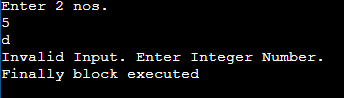 Enter 2 nos.
5
d
Invalid Input. Enter Integer Number.
Finally block executed